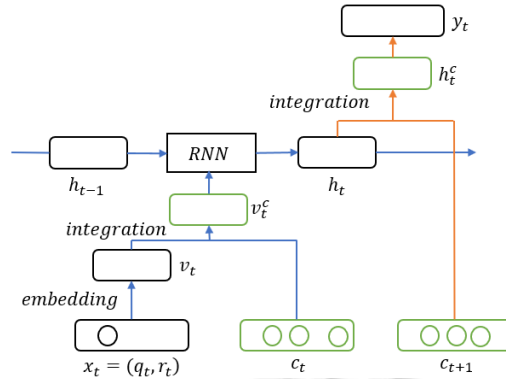 y_t
h_t^c
integration
RNN
h_{t-1}
h_t
v_t^c
integration
v_t
embedding
x_t = (q_t, r_t)
c_t
c_{t+1}